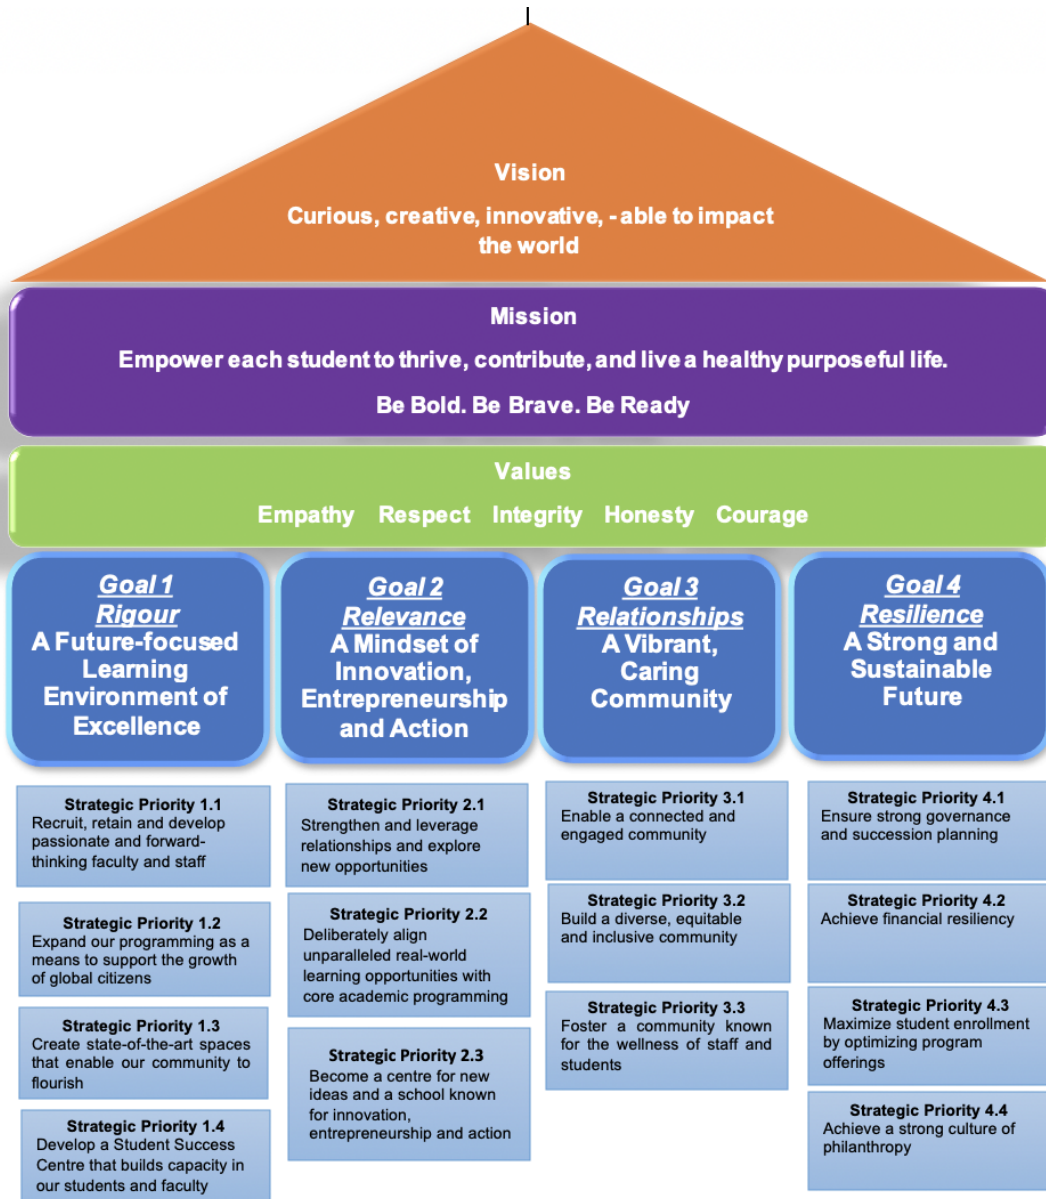 Vision
Curious, creative, innovative, - able to impact
the world
Mission
Empower each student to thrive, contribute, and live a healthy purposeful life.
Be Bold. Be Brave. Be Ready
Values
Empathy Respect Integrity Honesty Courage
Goal 1
Rigour
A Future-focused
Learning
Environment of
Excellence
Goal 2
Relevance
A Mindset of
Innovation,
Entrepreneurship
and Action
Goal 3
Relationships
A Vibrant,
Caring
Community
Goal 4
Resilience
A Strong and
Sustainable
Future
Strategic Priority 1.1
Recruit, retain and develop
passionate and forward-
thinking faculty and staff
Strategic Priority 1.2
Expand our programming as a
means to support the growth
of global citizens
Strategic Priority 1.3
Create state-of-the-art spaces
that enable our community to
flourish
Strategic Priority 1.4
Develop a Student Success
Centre that builds capacity in
our students and faculty
Strategic Priority 2.1
Strengthen and leverage
relationships and explore
new opportunities
Strategic Priority 2.2
Deliberately align
unparalleled real-world
learning opportunities with
core academic programming
Strategic Priority 2.3
Become a centre for new
ideas and a school known
for innovation,
entrepreneurship and action
Strategic Priority 3.1
Enable a connected and
engaged community
Strategic Priority 3.2
Build a diverse, equitable
and inclusive community
Strategic Priority 3.3
Foster a community known
for the wellness of staff and
students
Strategic Priority 4.1
Ensure strong governance
and succession planning
Strategic Priority 4.2
Achieve financial resiliency
Strategic Priority 4.3
Maximize student enrollment
by optimizing program
offerings
Strategic Priority 4.4
Achieve a strong culture of
philanthropy